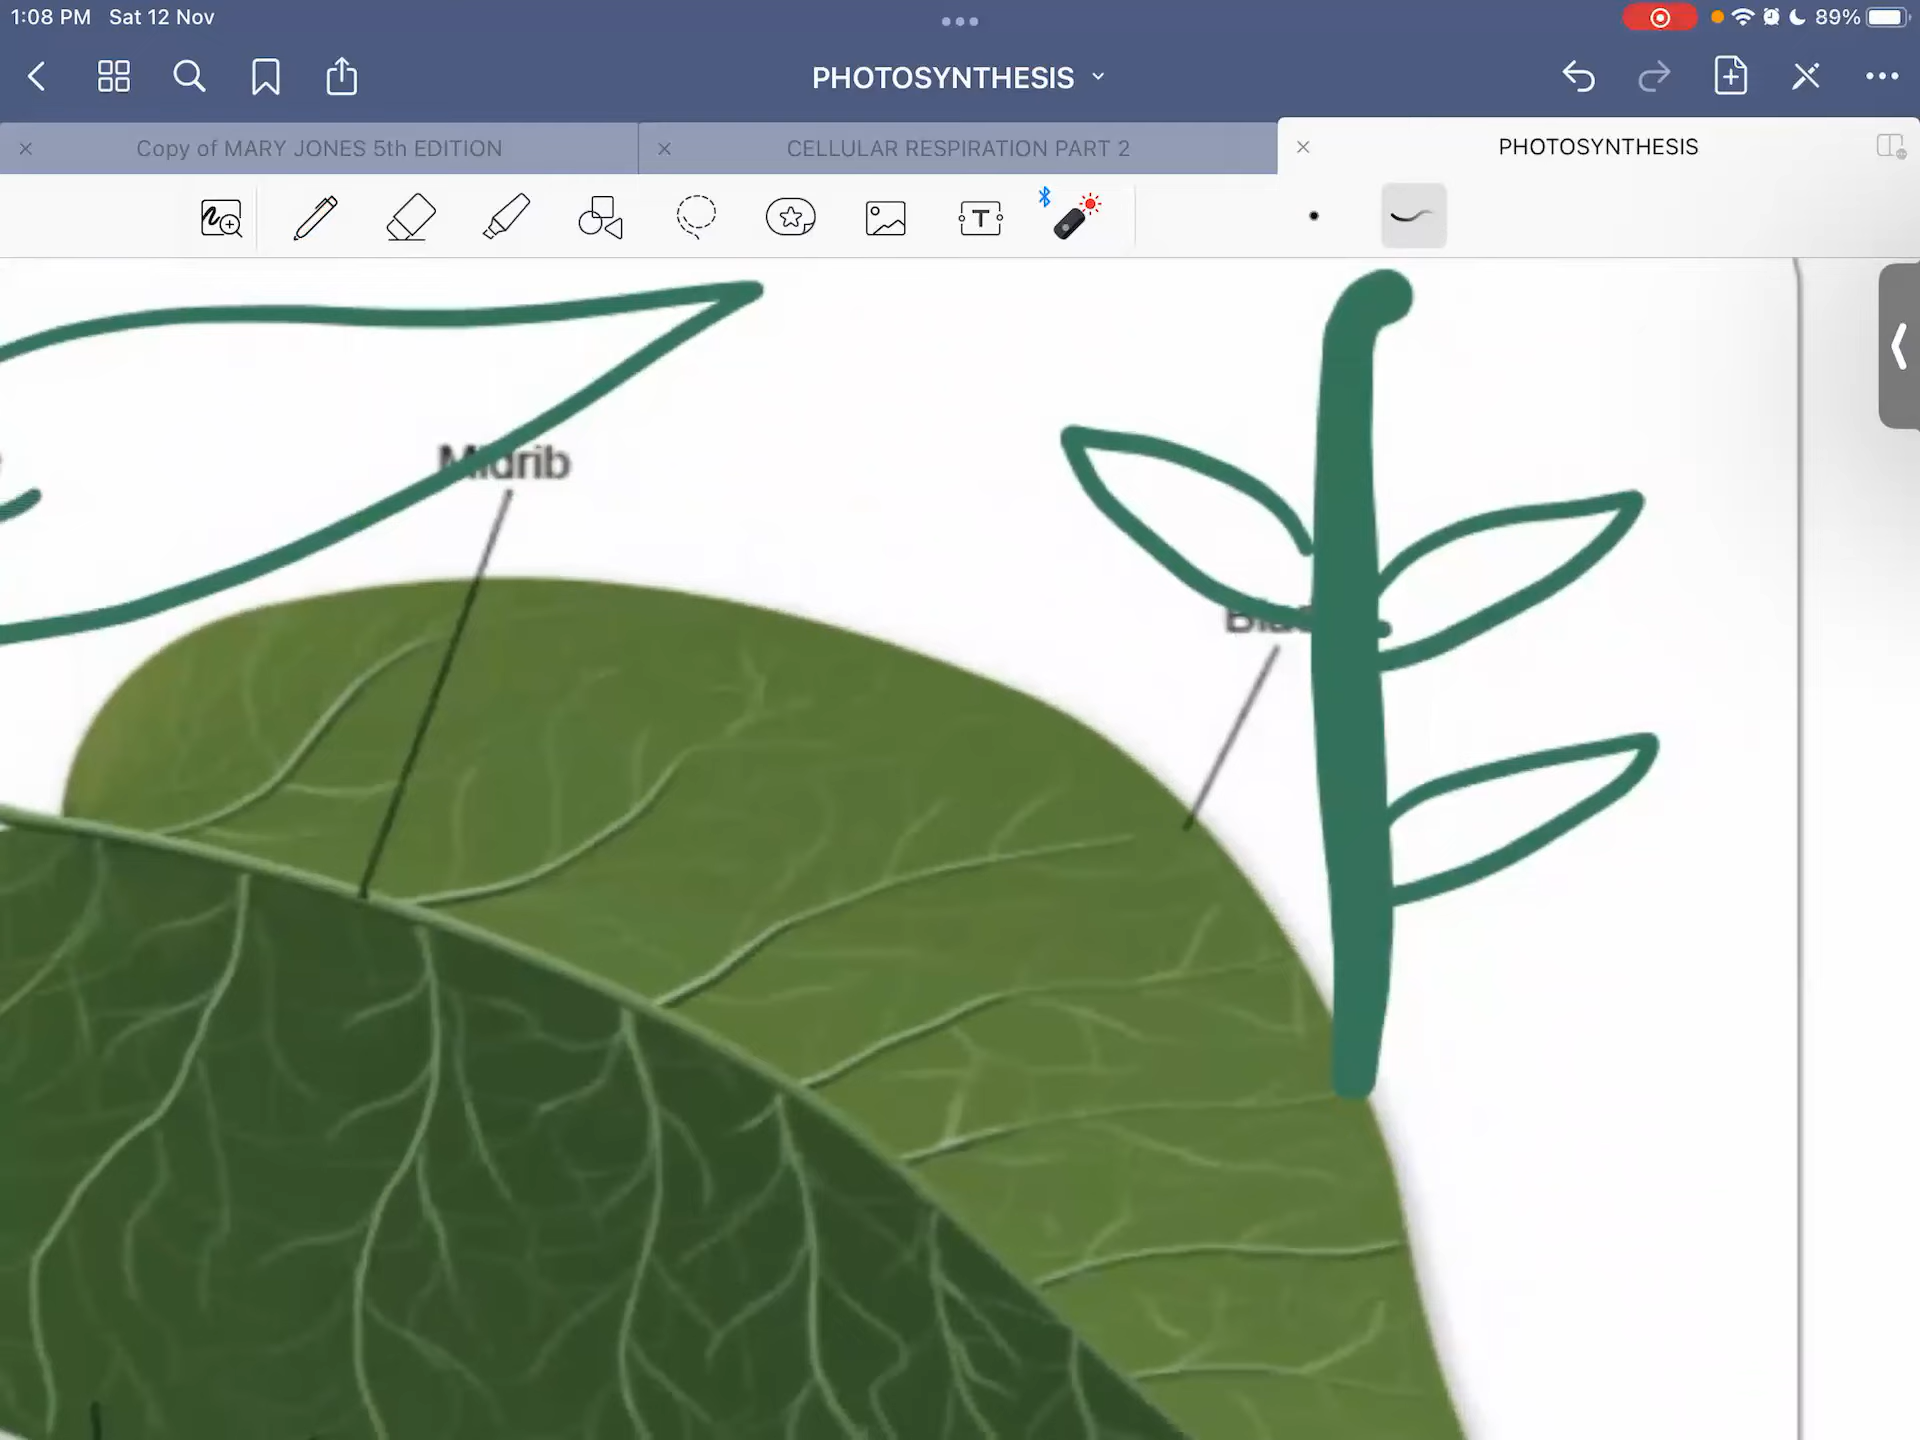 1:08 PM Sat 12 Nov
89%
PHOTOSYNTHESIS
Copy of MARY JONES 5th EDITION
CELLULAR RESPIRATION PART 2
PHOTOSYNTHESIS
T
Midrib